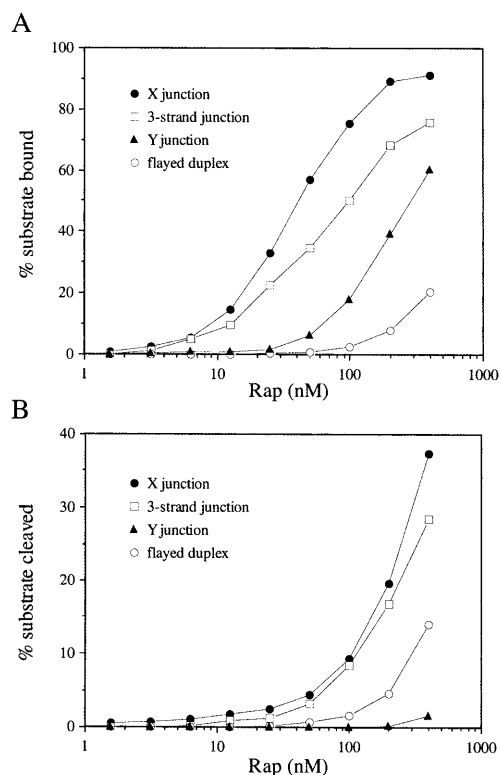 A
100
80
60
40
20
0
% substrate bound
X junction
3-strand junction
Y junction
flayed duplex
1 10 100 1000
Rap (nM)
B
40
30
20
10
0
% substrate cleaved
X junction
3-strand junction
Y junction
flayed duplex
1 10 100 1000
Rap (nM)